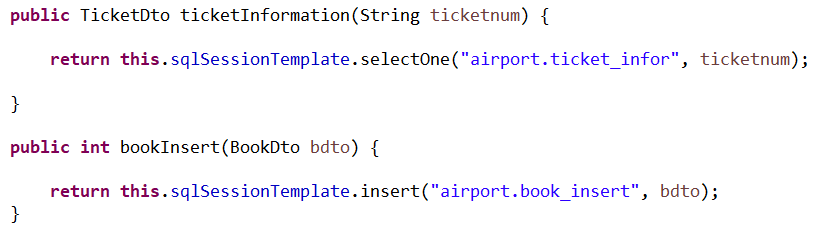 public TicketDto ticketInformation(String ticketnum) {
return this.sqlSessionTemplate.selectOne("airport.ticket_infor", ticketnum);
}
public int bookInsert(BookDto bdto) {
return this.sqlSessionTemplate.insert("airport.book_insert", bdto);
}